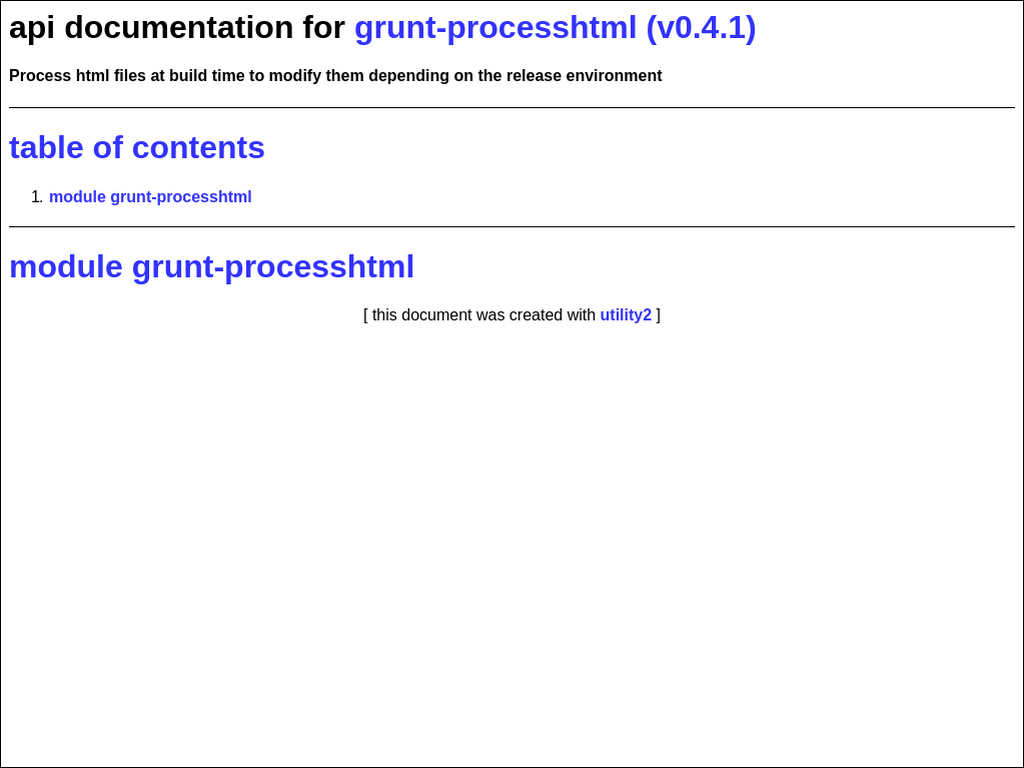 api documentation for grunt-processhtml (v0.4.1)
Process html files at build time to modify them depending on the release environment
table of contents
1. module grunt-processhtml
module grunt-processhtml
[ this document was created with utility2 ]